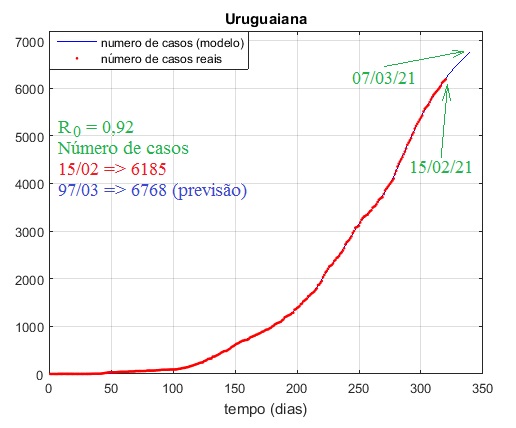 Uruguaiana
numero de casos (modelo)
número de casos reais
07/03/21
R0 = 0,92
Número de casos
15/02 => 6185
97/03 => 6768 (previsão)
15/02/21
7000
6000
5000
4000
3000
2000
1000
0
0 50 100 150 200 250 300 350
tempo (dias)